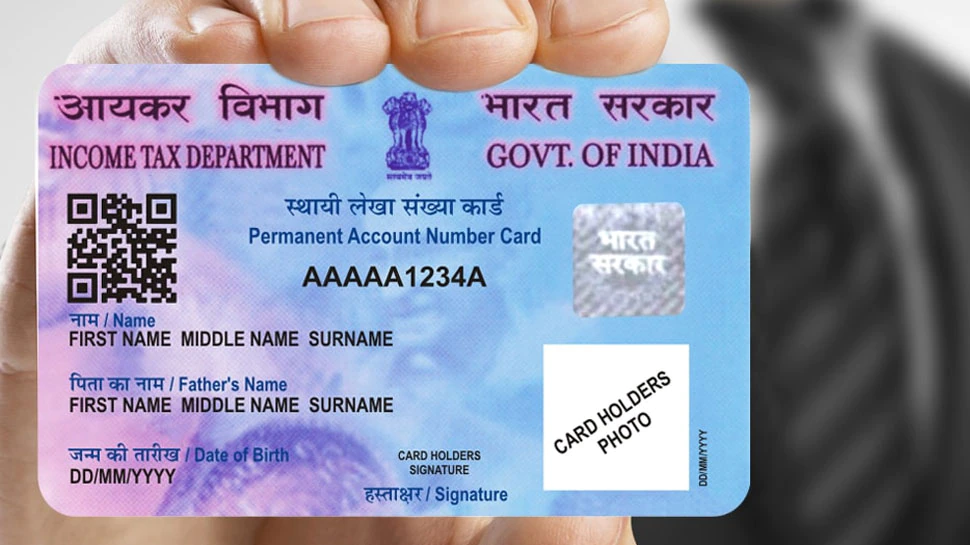 आयकर विभाग
INCOME TAX DEPARTMENT
सत्यमेव जयते
भारत सरकार
GOVT. OF INDIA
स्थायी लेखा संख्या कार्ड
Permanent Account Number Card
AAAAA1234A
भारत
सरकार
नाम / Name
FIRST NAME MIDDLE NAME SURNAME
पिता का नाम / Father's Name
FIRST NAME MIDDLE NAME SURNAME
जन्म की तारीख / Date of Birth
DD/MM/YYYY
CARD HOLDERS
SIGNATURE
हस्ताक्षर / Signature
CARD HOLDERS
PHOTO
DD/MM/YYYY